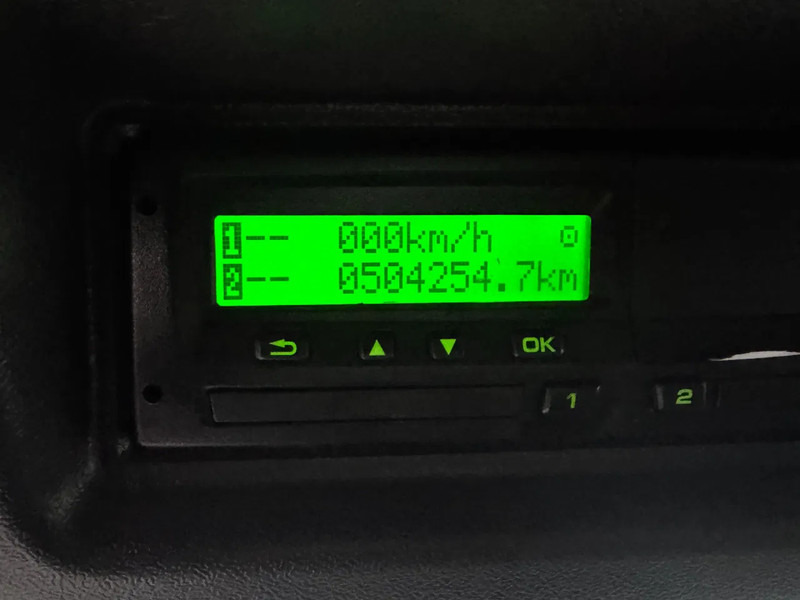 1-- 000km/h ⊙
2-- 0504254.7km
▲ ▼ OK
1 2